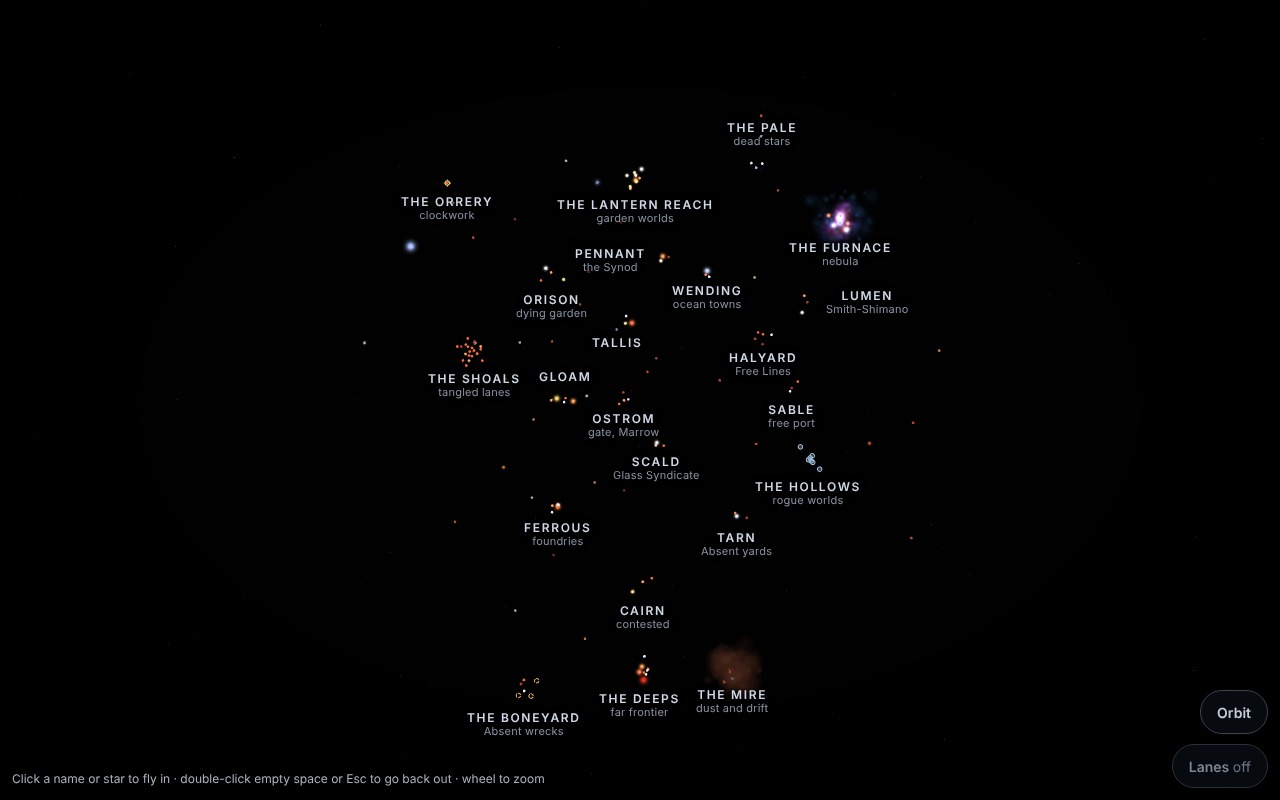 THE PALE
dead stars
THE ORRERY
clockwork
THE LANTERN REACH
garden worlds
THE FURNACE
nebula
PENNANT
the Synod
WENDING
ocean towns
ORISON
dying garden
LUMEN
Smith-Shimano
TALLIS
HALYARD
Free Lines
THE SHOALS
tangled lanes
GLOAM
OSTROM
gate, Marrow
SABLE
free port
SCALD
Glass Syndicate
THE HOLLOWS
rogue worlds
FERROUS
foundries
TARN
Absent yards
CAIRN
contested
THE BONEYARD
Absent wrecks
THE DEEPS
far frontier
THE MIRE
dust and drift
Orbit
Lanes off
Click a name or star to fly in · double-click empty space or Esc to go back out · wheel to zoom